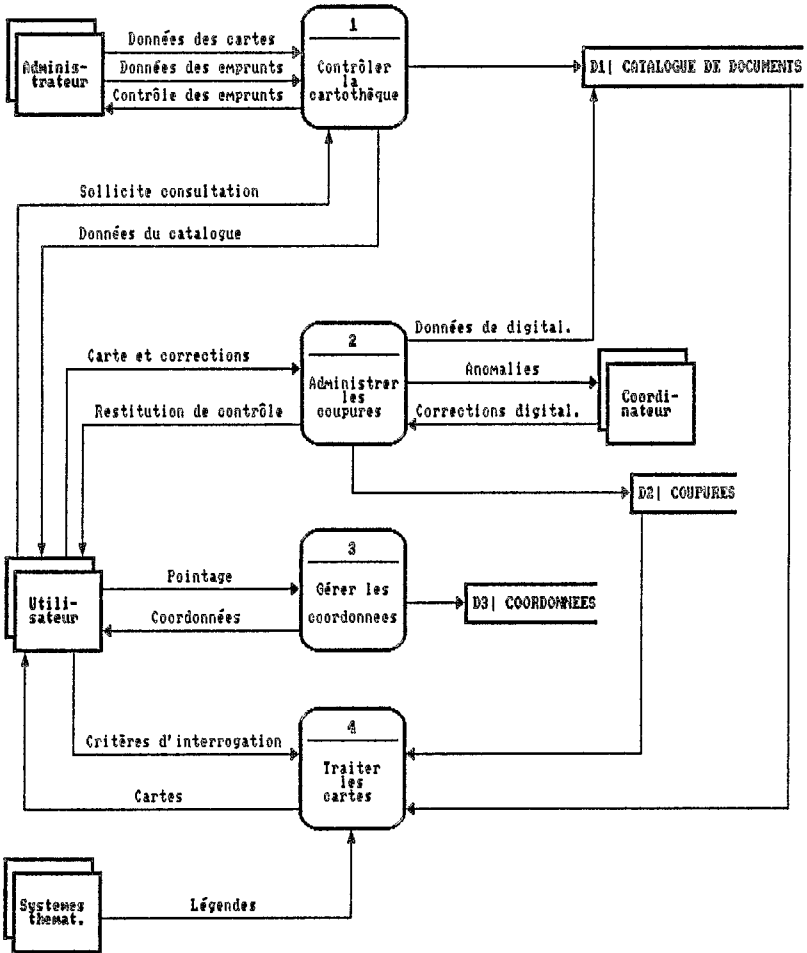 1
Données des cartes
Adminis-
trateur
Données des emprunts
Contrôler
la
cartothêque
D1| CATALOGUE DE DOCUMENTS
Contrôle des emprunts
Sollicite consultation
Données du catalogue
Données de digital.
2
Carte et corrections
Administrer
les
coupures
Anomalies
Coordi-
nateur
Restitution de contrôle
Corrections digital.
D2| COUPURES
3
Pointage
Gérer les
coordonnees
Utili-
sateur
D3| COORDONNEES
Coordonnées
4
Critères d'interrogation
Traiter
les
cartes
Cartes
Systemes
themat.
Légendes